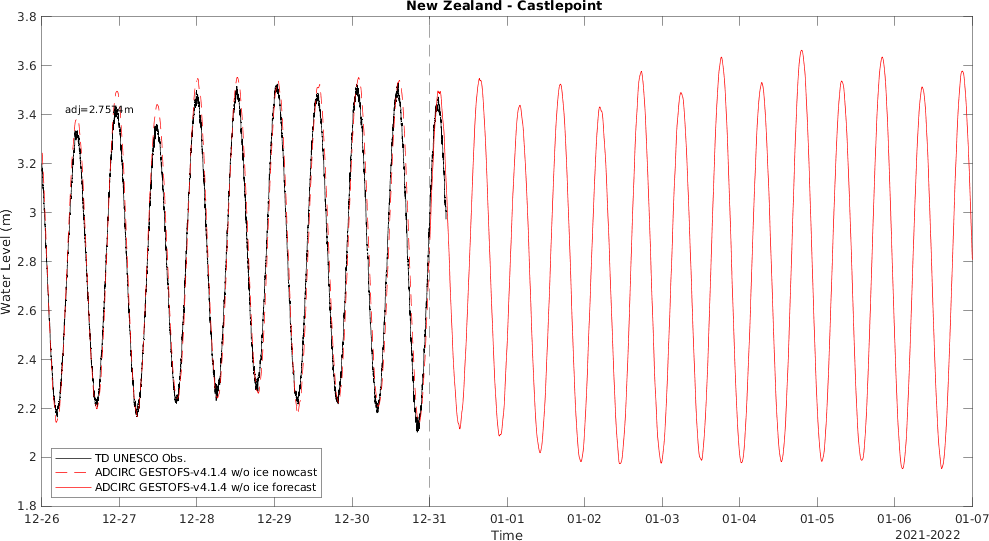 New Zealand - Castlepoint
3.8
3.6
3.4
3.2
3
2.8
2.6
2.4
2.2
2
1.8
Water Level (m)
TD UNESCO Obs.
ADCIRC GESTOFS-v4.1.4 w/o ice nowcast
ADCIRC GESTOFS-v4.1.4 w/o ice forecast
12-26 12-27 12-28 12-29 12-30 12-31 01-01 01-02 01-03 01-04 01-05 01-06 01-07
Time
2021-2022